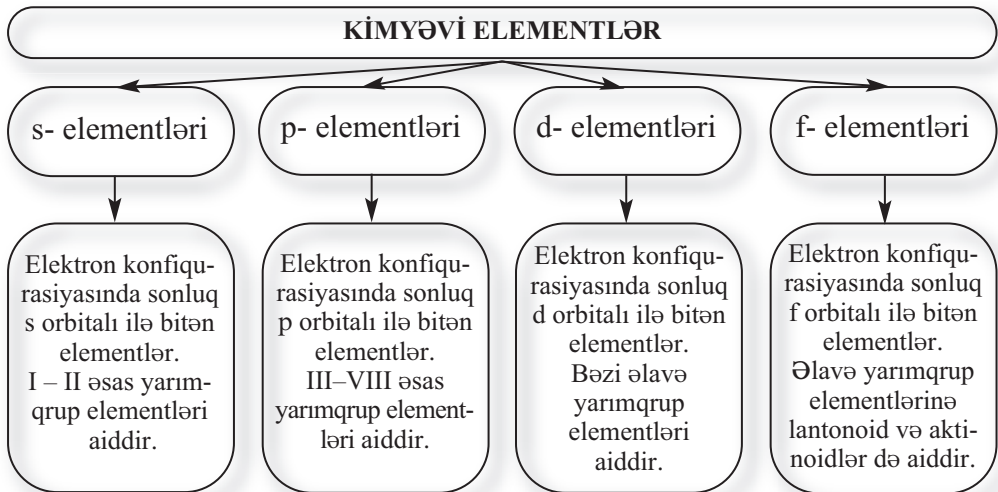 KİMYƏVİ ELEMENTLƏR
s- elementləri
p- elementləri
d- elementləri
f- elementləri
Elektron konfiqu-
rasiyasında sonluq
s orbitalı ilə bitən
elementlər.
I – II əsas yarım-
qrup elementləri
aiddir.
Elektron konfiqu-
rasiyasında sonluq
p orbitalı ilə bitən
elementlər.
III–VIII əsas
yarımqrup element-
ləri aiddir.
Elektron konfiqu-
rasiyasında sonluq
d orbitalı ilə bitən
elementlər.
Bəzi əlavə
yarımqrup
elementləri
aiddir.
Elektron konfiqu-
rasiyasında sonluq
f orbitalı ilə bitən
elementlər.
Əlavə yarımqrup
elementlərinə
lantonoid və akti-
noidlər də aiddir.